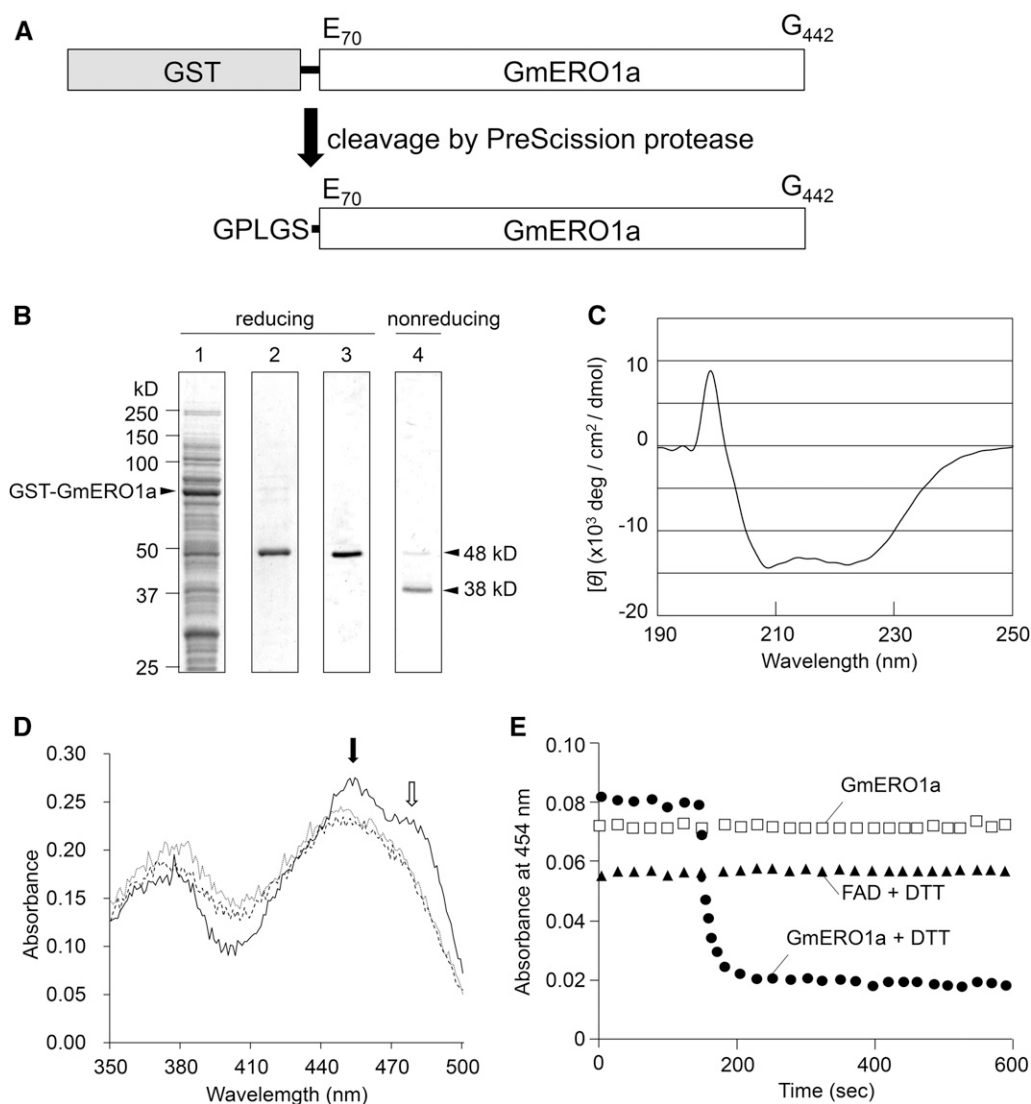 A
E70 G442
GST GmERO1a
cleavage by PreScission protease
E70 G442
GPLGS GmERO1a
B
reducing nonreducing
1 2 3 4
kD
250
150
100
GST-GmERO1a
50
48 kD
37
38 kD
25
C
10
0
-10
-20
[θ] (x10³ deg / cm² / dmol)
190 210 230 250
Wavelength (nm)
D
0.30
0.25
0.20
0.15
0.10
0.05
0.00
Absorbance
350 380 410 440 470 500
Wavelength (nm)
E
0.10
0.08
0.06
0.04
0.02
0
Absorbance at 454 nm
GmERO1a
FAD + DTT
GmERO1a + DTT
0 200 400 600
Time (sec)